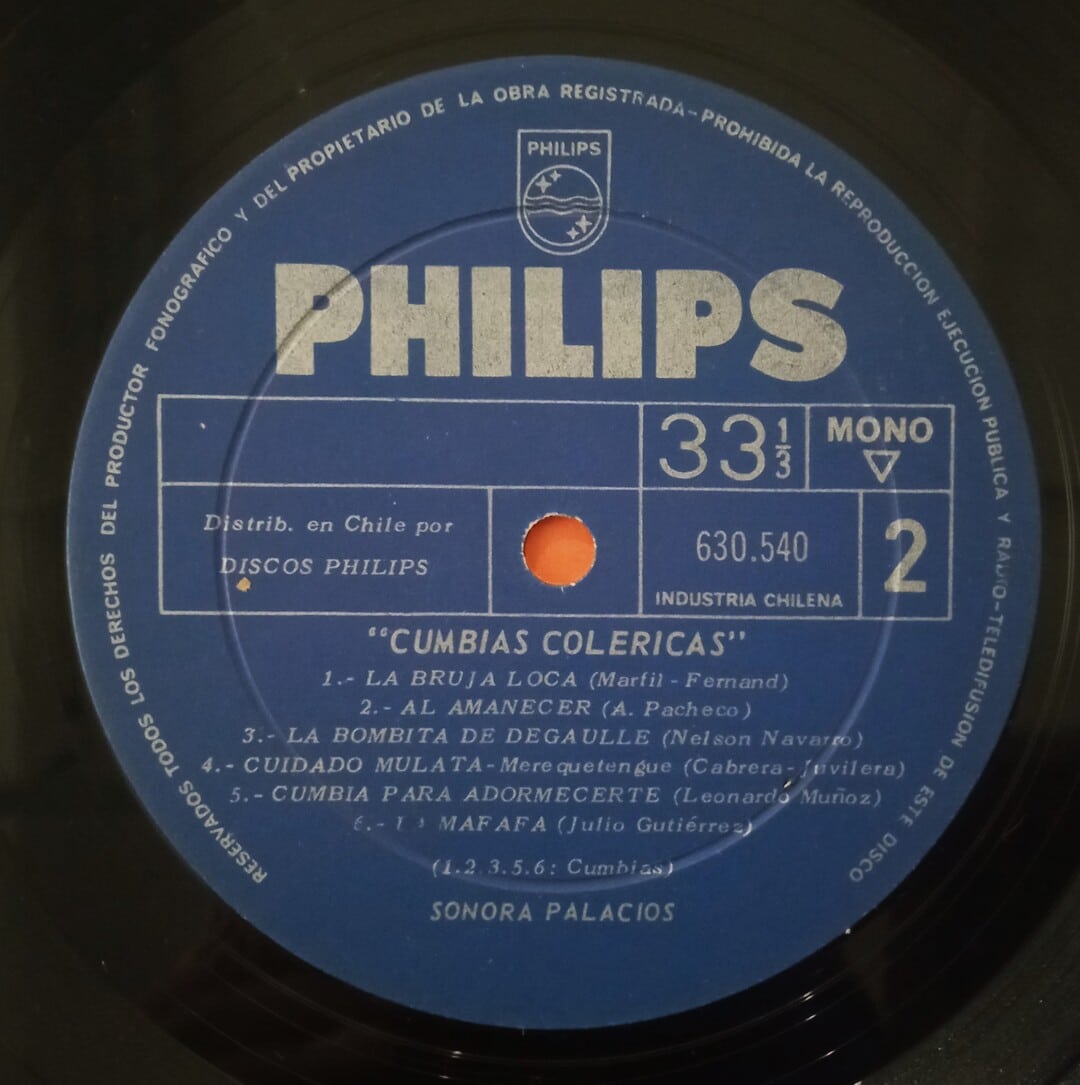 RESERVADOS TODOS LOS DERECHOS DEL PRODUCTOR FONOGRAFICO Y DEL PROPIETARIO DE LA OBRA REGISTRADA-PROHIBIDA LA REPRODUCCION EJECUCION PUBLICA Y RADIO-TELEDIFUSION DE ESTE DISCO
PHILIPS
PHILIPS
33 1/3
MONO
Distrib. en Chile por
DISCOS PHILIPS
630.540
INDUSTRIA CHILENA
2
"CUMBIAS COLERICAS"
1.- LA BRUJA LOCA (Marfil - Fernand)
2.- AL AMANECER (A. Pacheco)
3.- LA BOMBITA DE DEGAULLE (Nelson Navarro)
4.- CUIDADO MULATA-Merequetengue (Cabrera-Juvilera)
5.- CUMBIA PARA ADORMECERTE (Leonardo Muñoz)
6.- MAFAFA (Julio Gutiérrez)
(1.2.3.5.6: Cumbias)
SONORA PALACIOS